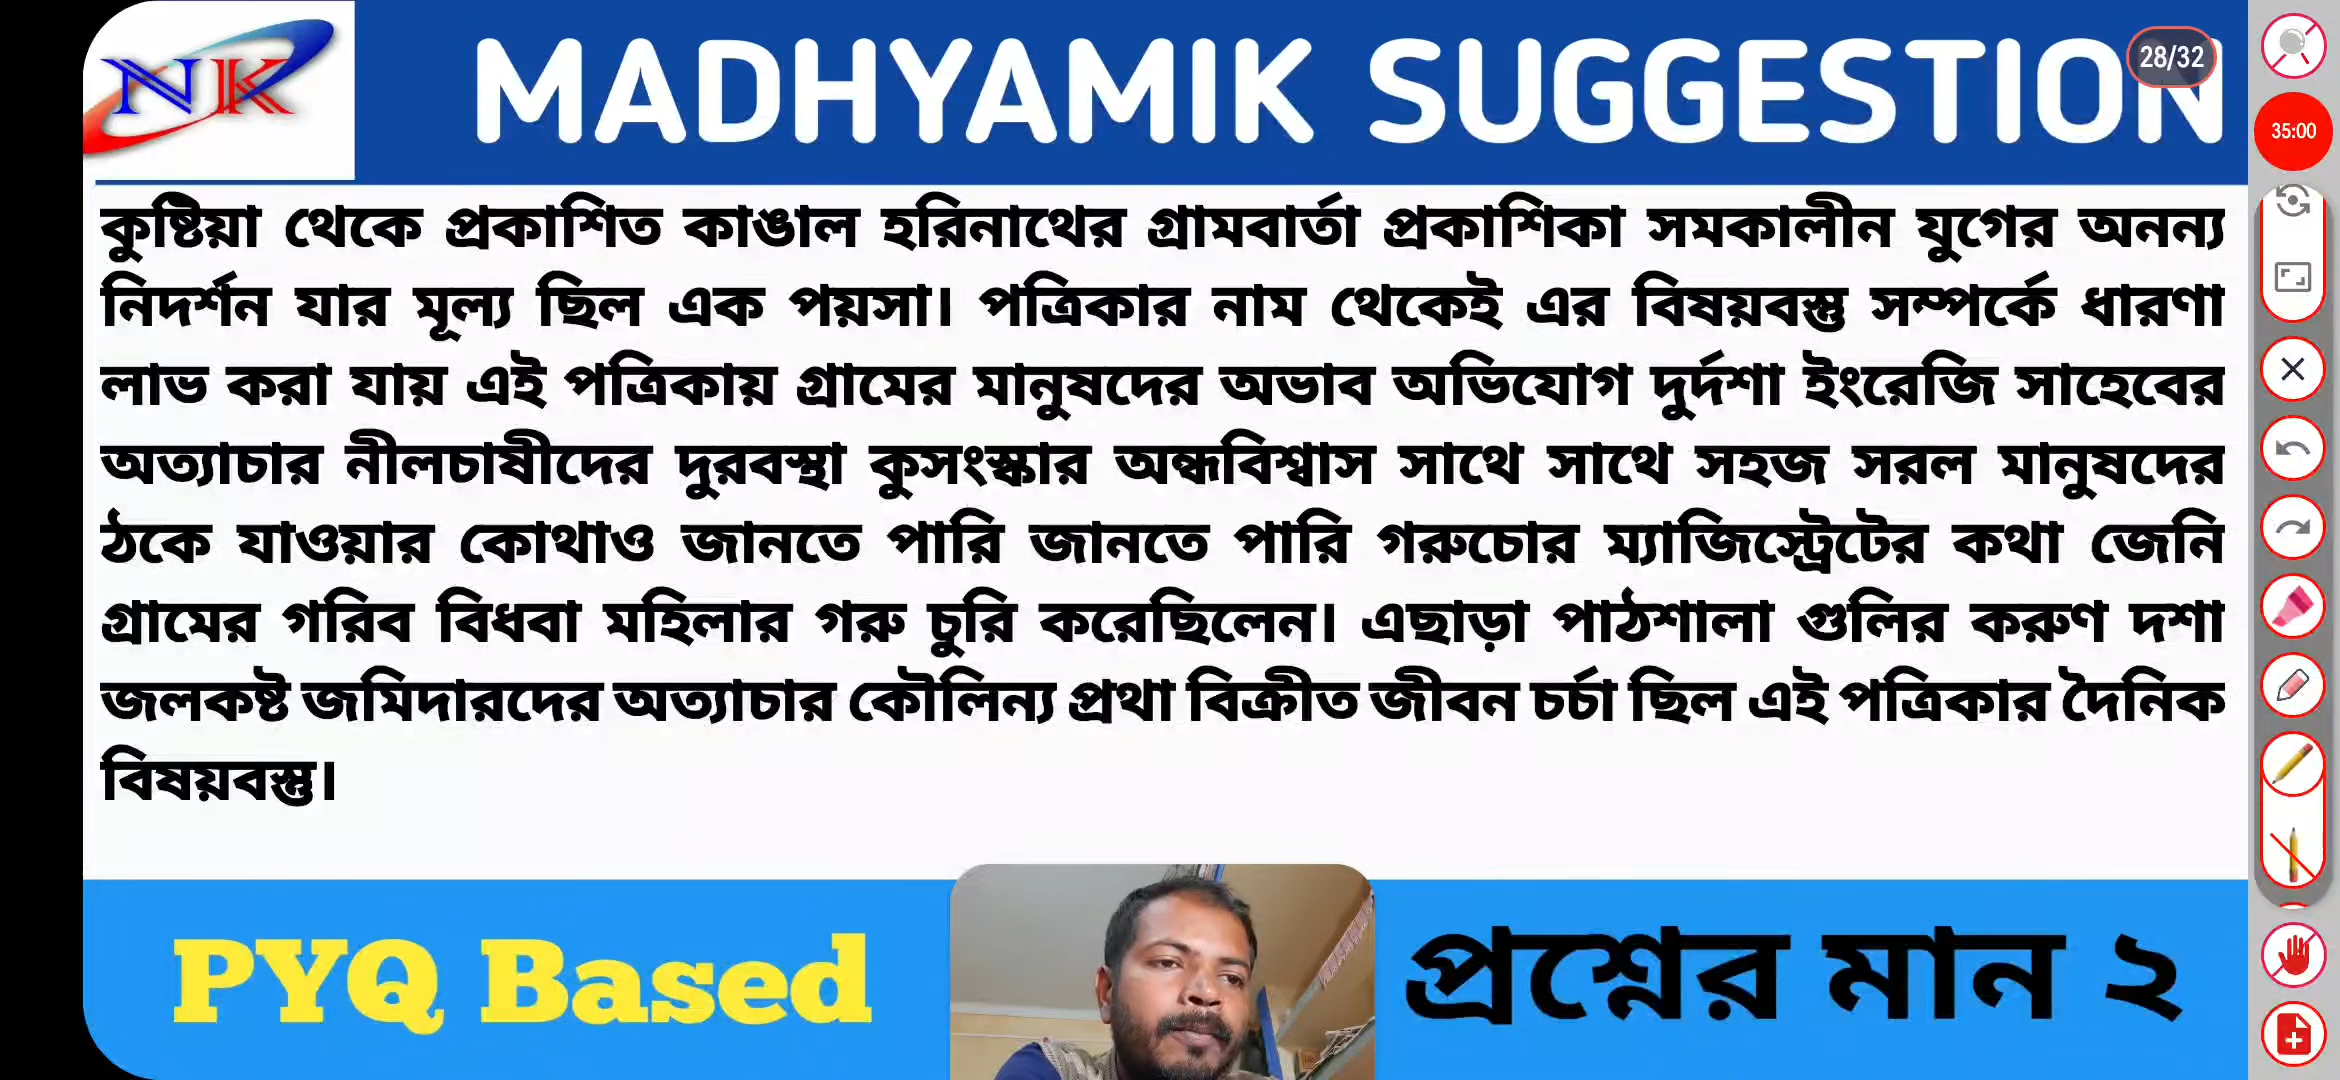 NK
MADHYAMIK SUGGESTION
28/32
35:00
কুষ্টিয়া থেকে প্রকাশিত কাঙাল হরিনাথের গ্রামবার্তা প্রকাশিকা সমকালীন যুগের অনন্য
নিদর্শন যার মূল্য ছিল এক পয়সা। পত্রিকার নাম থেকেই এর বিষয়বস্তু সম্পর্কে ধারণা
লাভ করা যায় এই পত্রিকায় গ্রামের মানুষদের অভাব অভিযোগ দুর্দশা ইংরেজি সাহেবের
অত্যাচার নীলচাষীদের দুরবস্থা কুসংস্কার অন্ধবিশ্বাস সাথে সাথে সহজ সরল মানুষদের
ঠকে যাওয়ার কোথাও জানতে পারি জানতে পারি গরুচোর ম্যাজিস্ট্রেটের কথা জেনি
গ্রামের গরিব বিধবা মহিলার গরু চুরি করেছিলেন। এছাড়া পাঠশালা গুলির করুণ দশা
জলকষ্ট জমিদারদের অত্যাচার কৌলিন্য প্রথা বিক্রীত জীবন চর্চা ছিল এই পত্রিকার দৈনিক
বিষয়বস্তু।
PYQ Based
প্রশ্নের মান ২